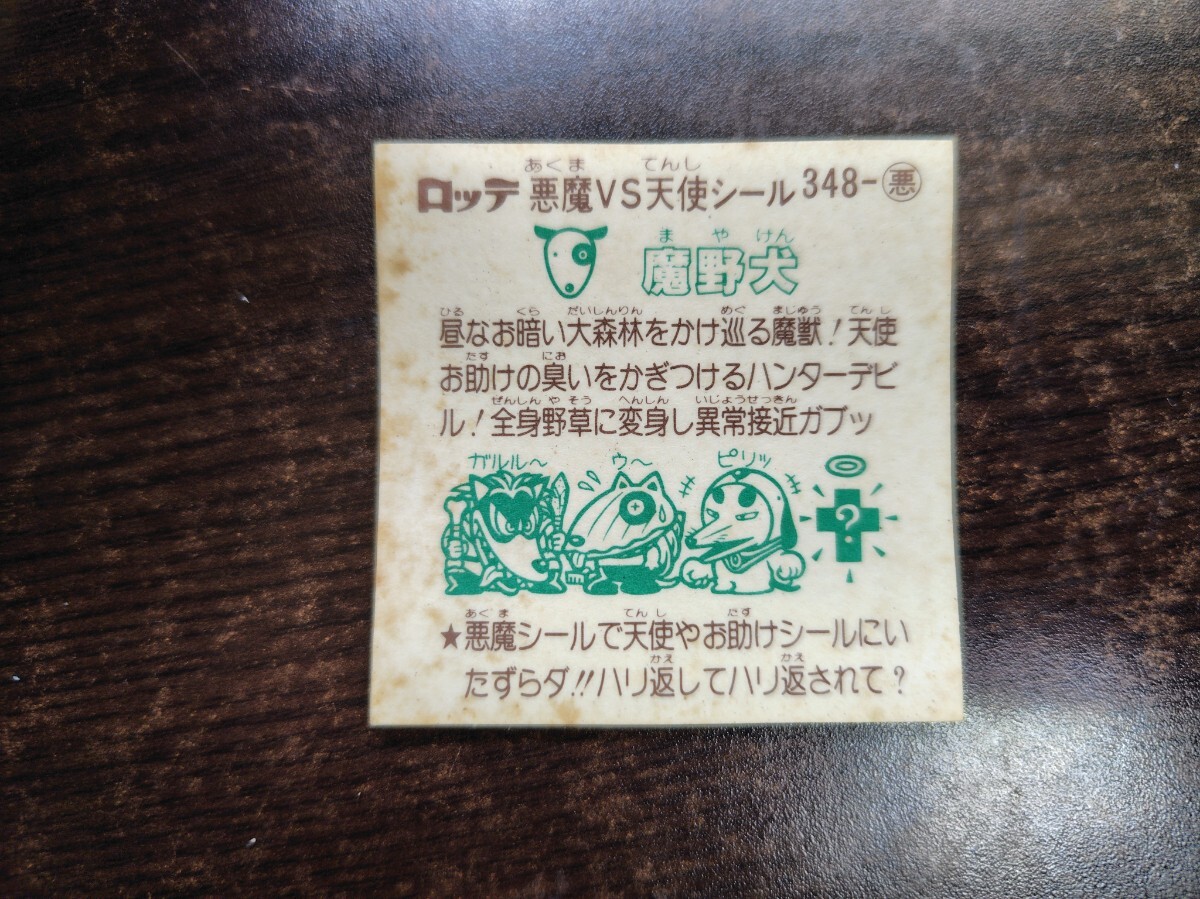 ロッテ 悪魔VS天使シール 348-悪
魔野犬
昼なお暗い大森林をかけ巡る魔獣!天使
お助けの臭いをかぎつけるハンターデビ
ル!全身野草に変身し異常接近ガブッ
ガルル〜 ウ〜 ピリッ
?
★悪魔シールで天使やお助けシールにい
たずらダ!!ハリ返してハリ返されて?